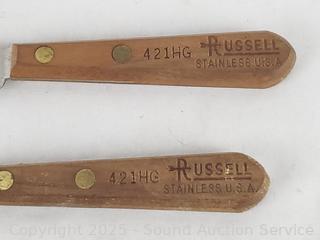 421HG RUSSELL
STAINLESS U.S.A
421HG RUSSELL
STAINLESS U.S.A.
Copyright 2025 - Sound Auction Service